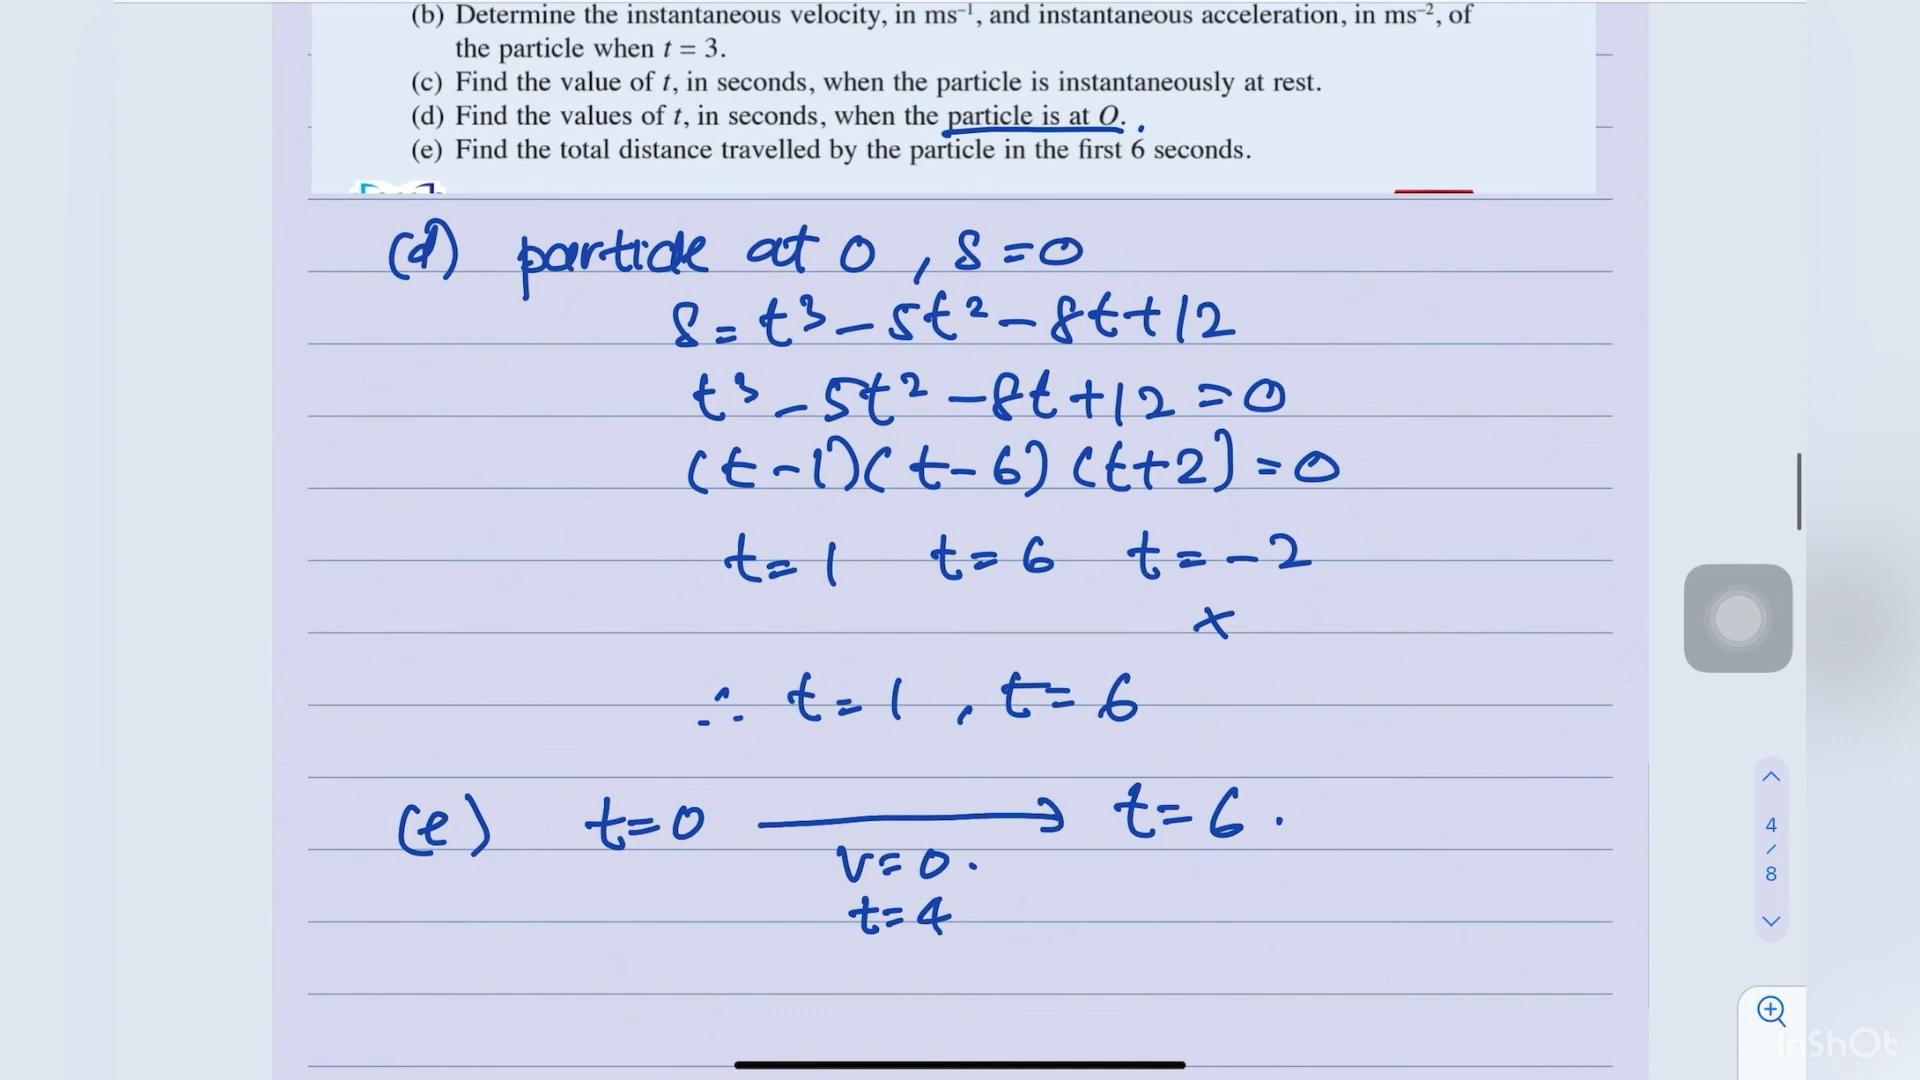 (b) Determine the instantaneous velocity, in ms⁻¹, and instantaneous acceleration, in ms⁻², of
the particle when t = 3.
(c) Find the value of t, in seconds, when the particle is instantaneously at rest.
(d) Find the values of t, in seconds, when the particle is at O.
(e) Find the total distance travelled by the particle in the first 6 seconds.
(d) particle at 0, s=0
s=t³-5t²-8t+12
t³-5t²-8t+12=0
(t-1)(t-6)(t+2)=0
t=1 t=6 t=-2
×
∴ t=1, t=6
(e) t=0 → t=6.
v=0.
t=4
4
/
8
InShOt